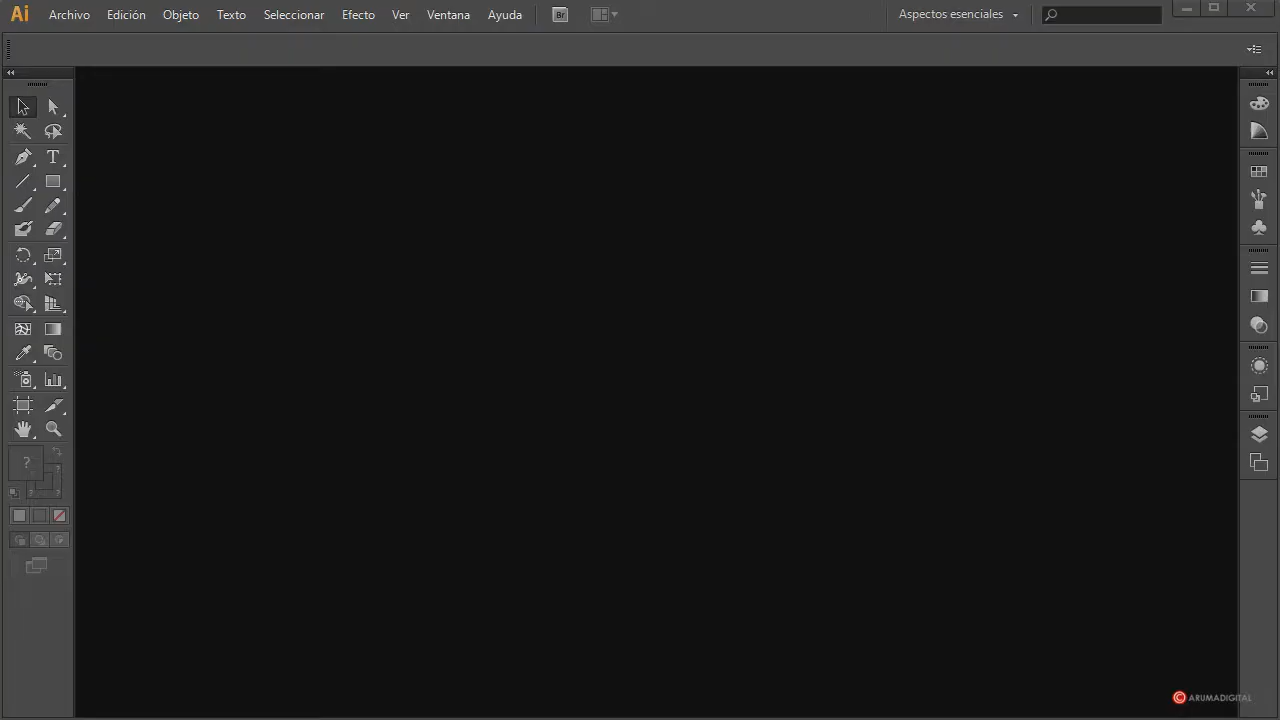 Ai Archivo Edición Objeto Texto Seleccionar Efecto Ver Ventana Ayuda Br Aspectos esenciales
T
?
?
? ?
© ARUMADIGITAL